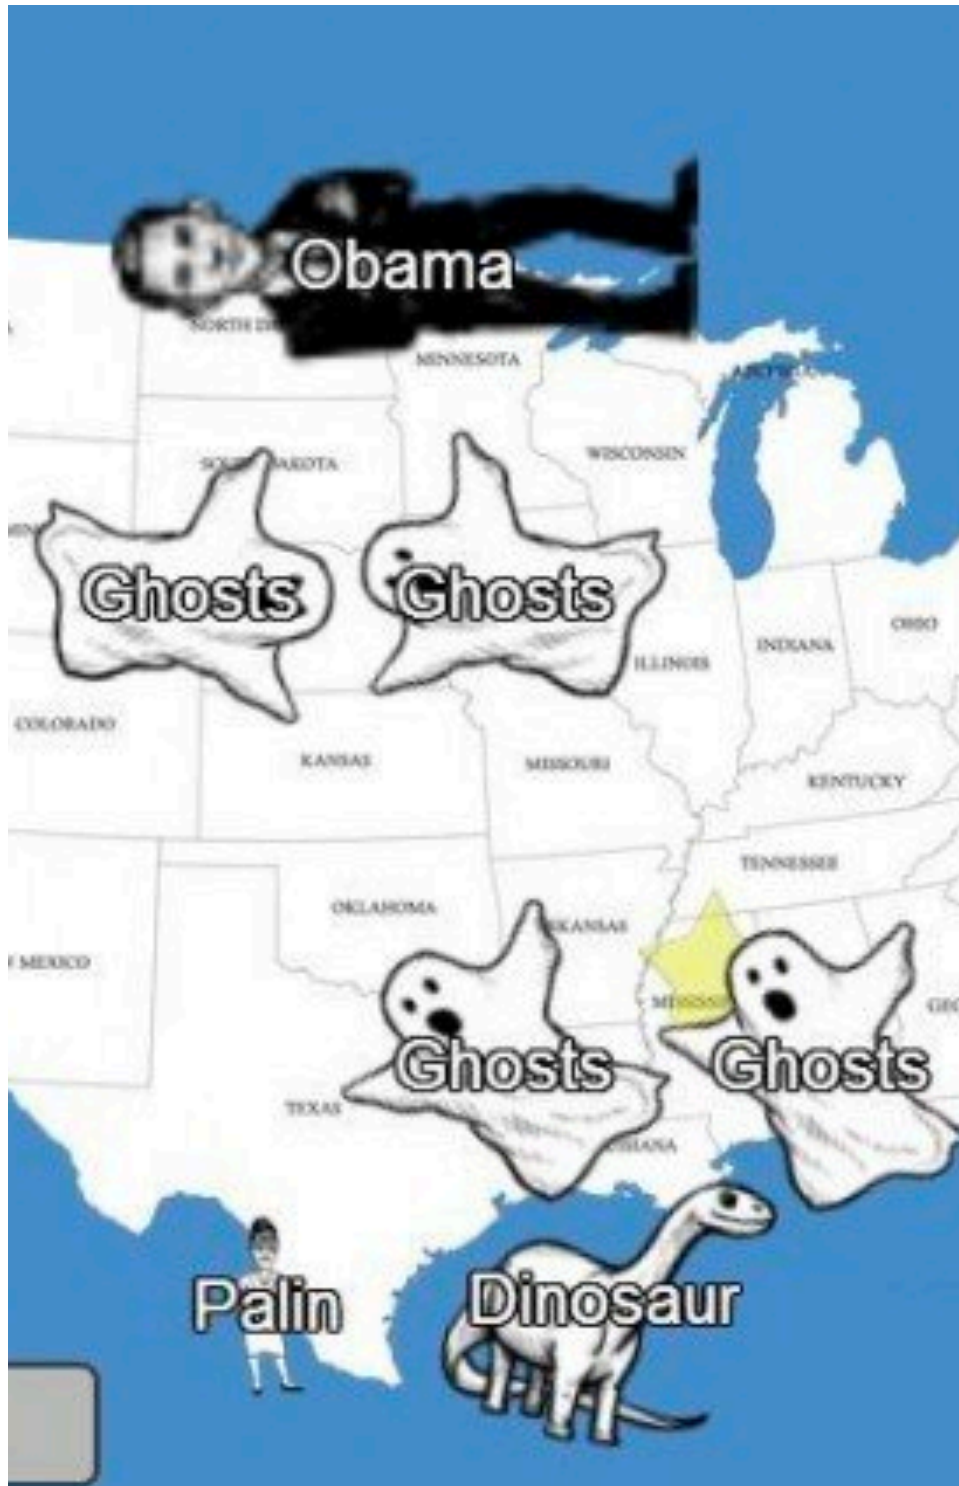 Obama
MINNESOTA
WISCONSIN
Ghosts
Ghosts
OHIO
INDIANA
ILLINOIS
COLORADO
KANSAS
MISSOURI
KENTUCKY
TENNESSEE
OKLAHOMA
MEXICO
Ghosts
Ghosts
TEXAS
Palin
Dinosaur